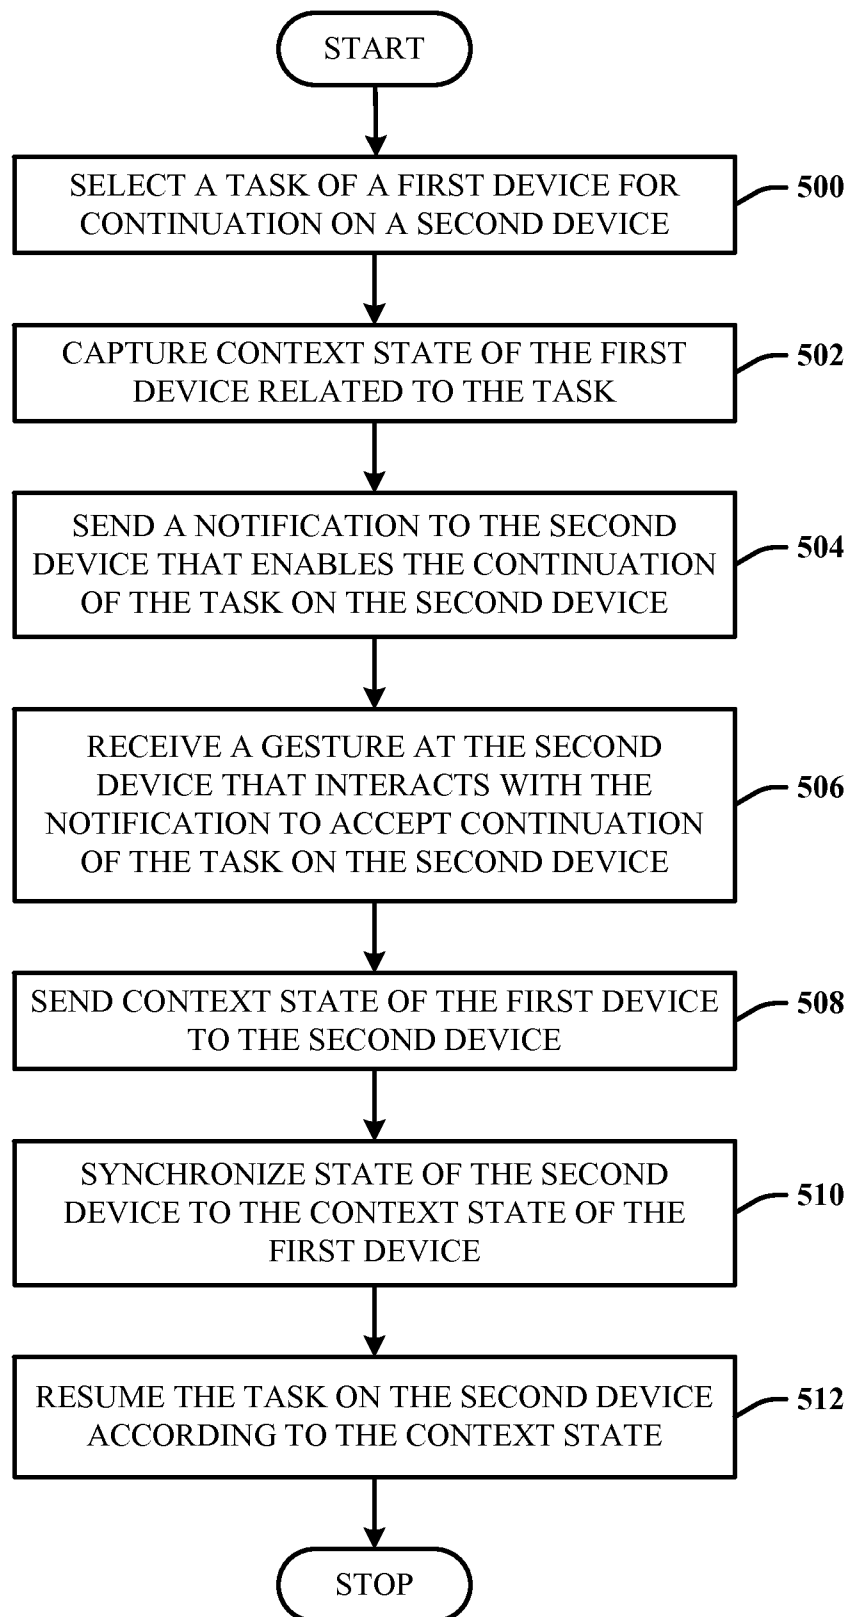 START
SELECT A TASK OF A FIRST DEVICE FOR
CONTINUATION ON A SECOND DEVICE
500
CAPTURE CONTEXT STATE OF THE FIRST
DEVICE RELATED TO THE TASK
502
SEND A NOTIFICATION TO THE SECOND
DEVICE THAT ENABLES THE CONTINUATION
OF THE TASK ON THE SECOND DEVICE
504
RECEIVE A GESTURE AT THE SECOND
DEVICE THAT INTERACTS WITH THE
NOTIFICATION TO ACCEPT CONTINUATION
OF THE TASK ON THE SECOND DEVICE
506
SEND CONTEXT STATE OF THE FIRST DEVICE
TO THE SECOND DEVICE
508
SYNCHRONIZE STATE OF THE SECOND
DEVICE TO THE CONTEXT STATE OF THE
FIRST DEVICE
510
RESUME THE TASK ON THE SECOND DEVICE
ACCORDING TO THE CONTEXT STATE
512
STOP